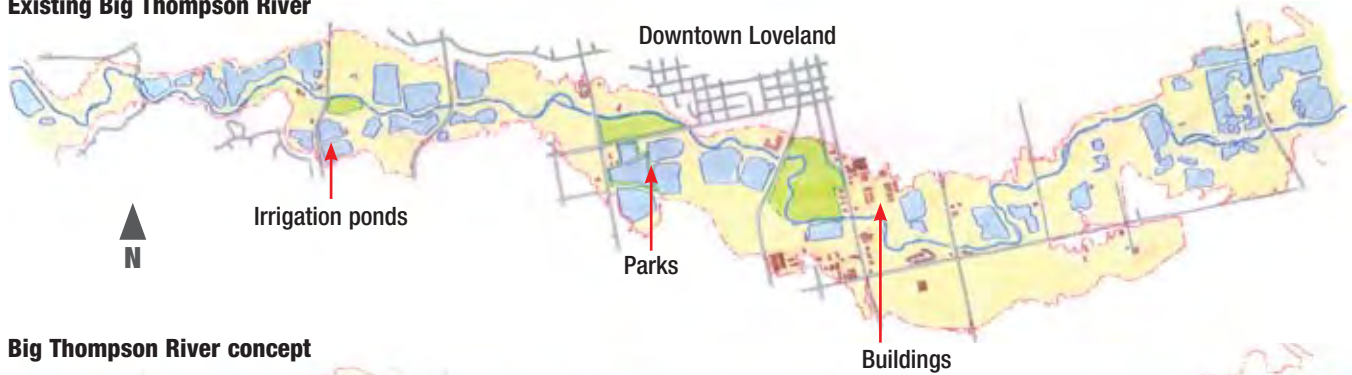 Existing Big Thompson River
Downtown Loveland
Irrigation ponds
N
Parks
Buildings
Big Thompson River concept